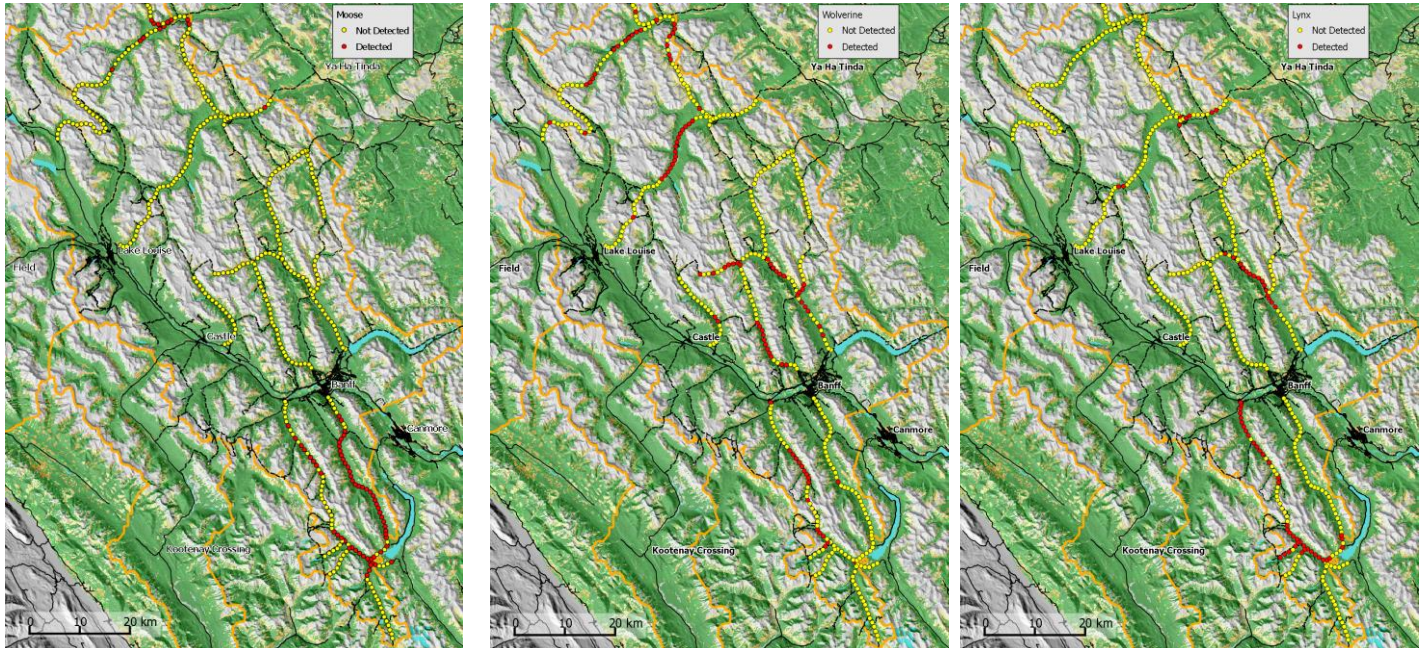 Moose
Not Detected
Detected
Ya Ha Tinda
Lake Louise
Field
Castle
Banff
Canmore
Kootenay Crossing
0 10 20 km
Wolverine
Not Detected
Detected
Ya Ha Tinda
Lake Louise
Field
Castle
Banff
Canmore
Kootenay Crossing
0 10 20 km
Lynx
Not Detected
Detected
Ya Ha Tinda
Lake Louise
Field
Castle
Banff
Canmore
Kootenay Crossing
0 10 20 km